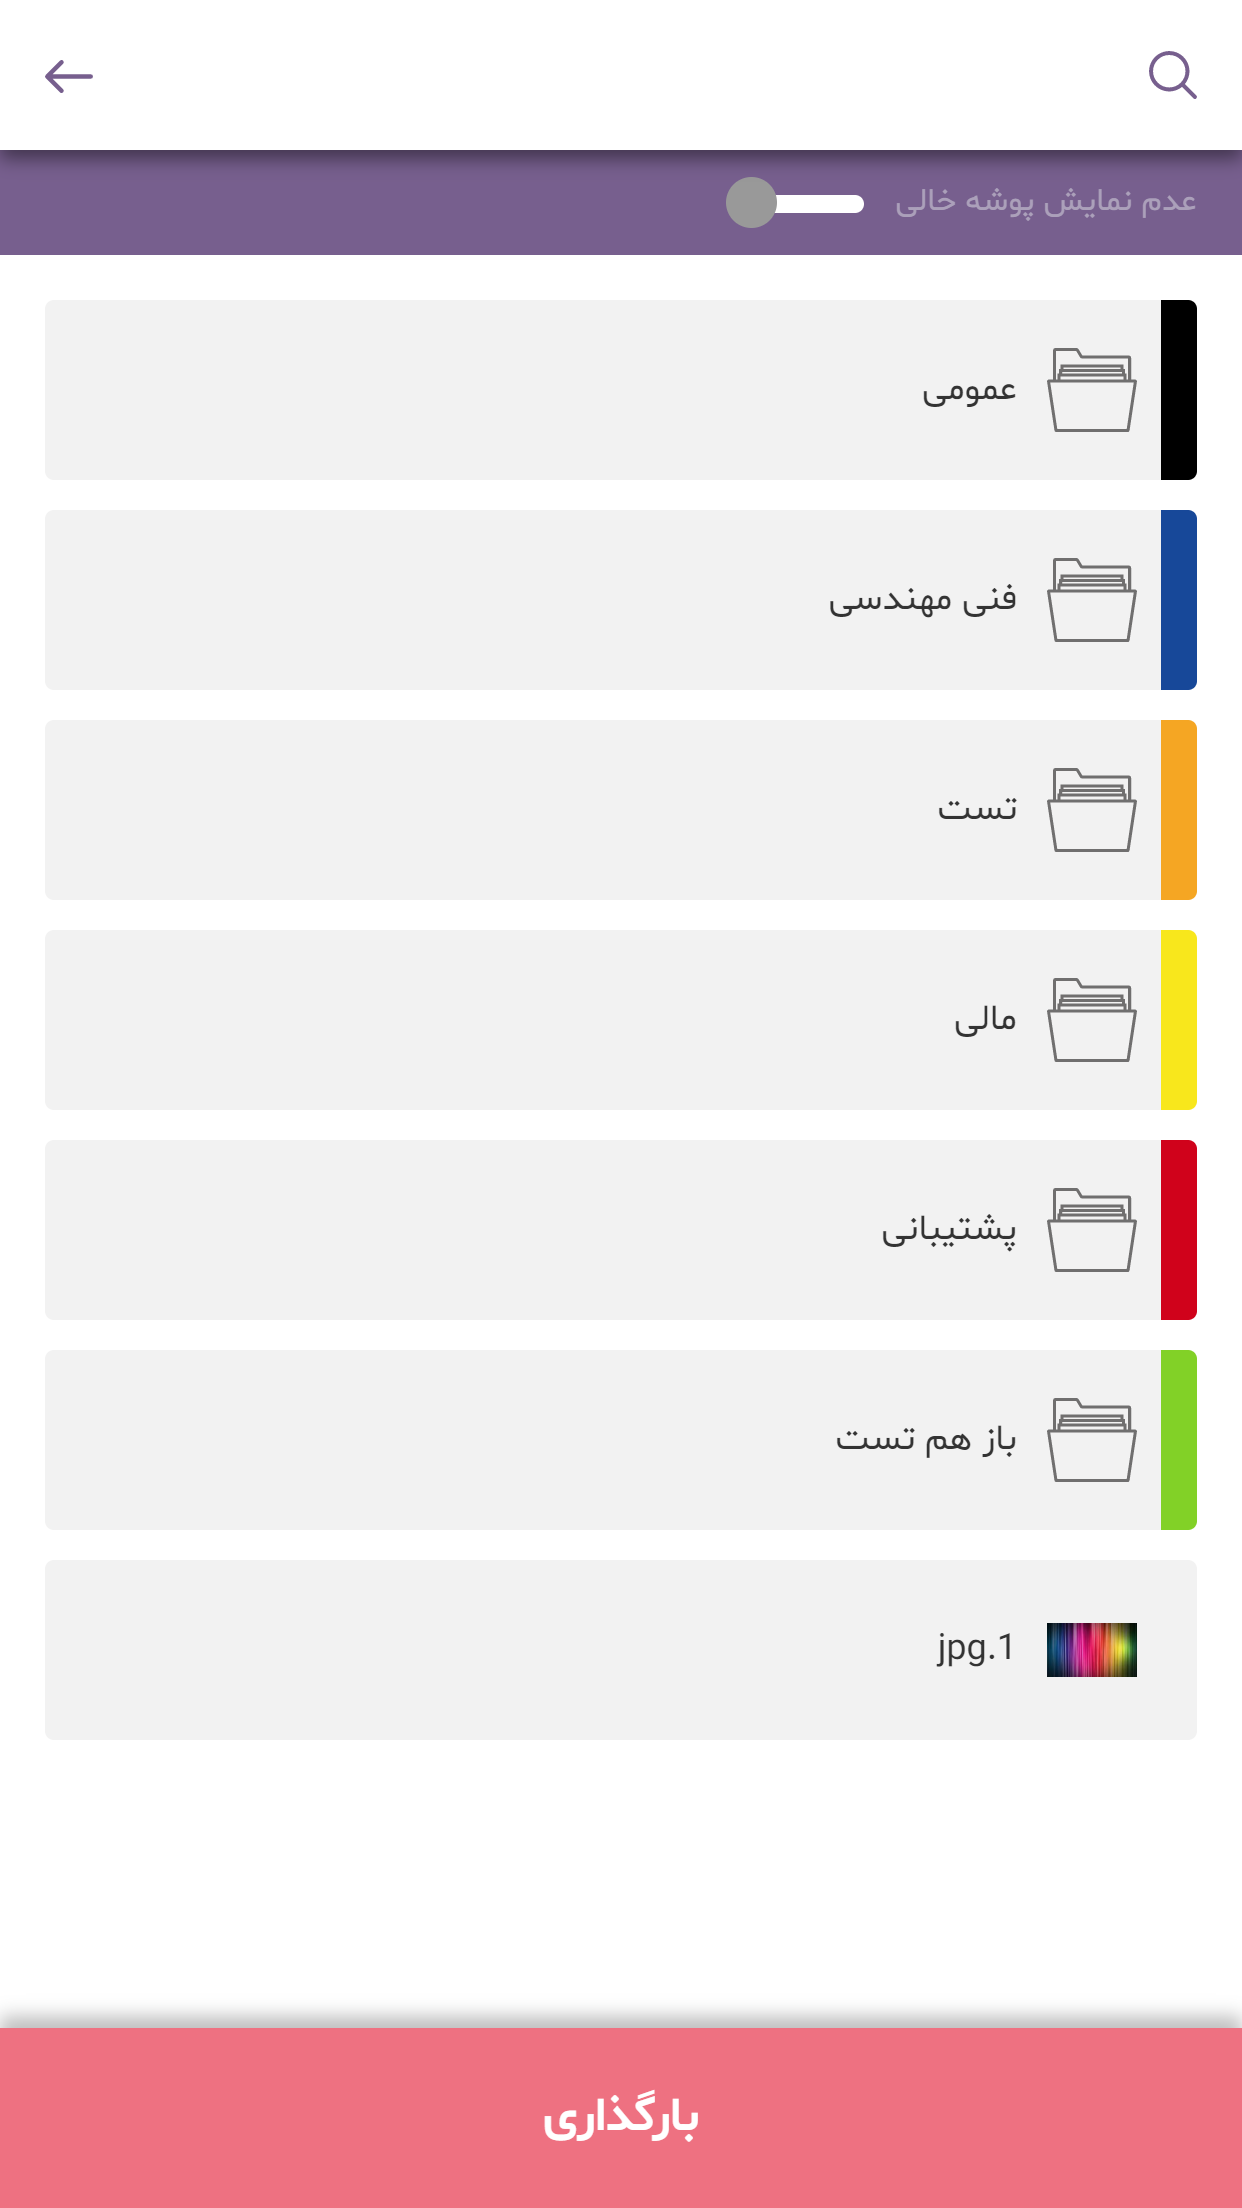 عدم نمایش پوشه خالی
عمومی
فنی مهندسی
تست
مالی
پشتیبانی
باز هم تست
jpg.1
بارگذاری